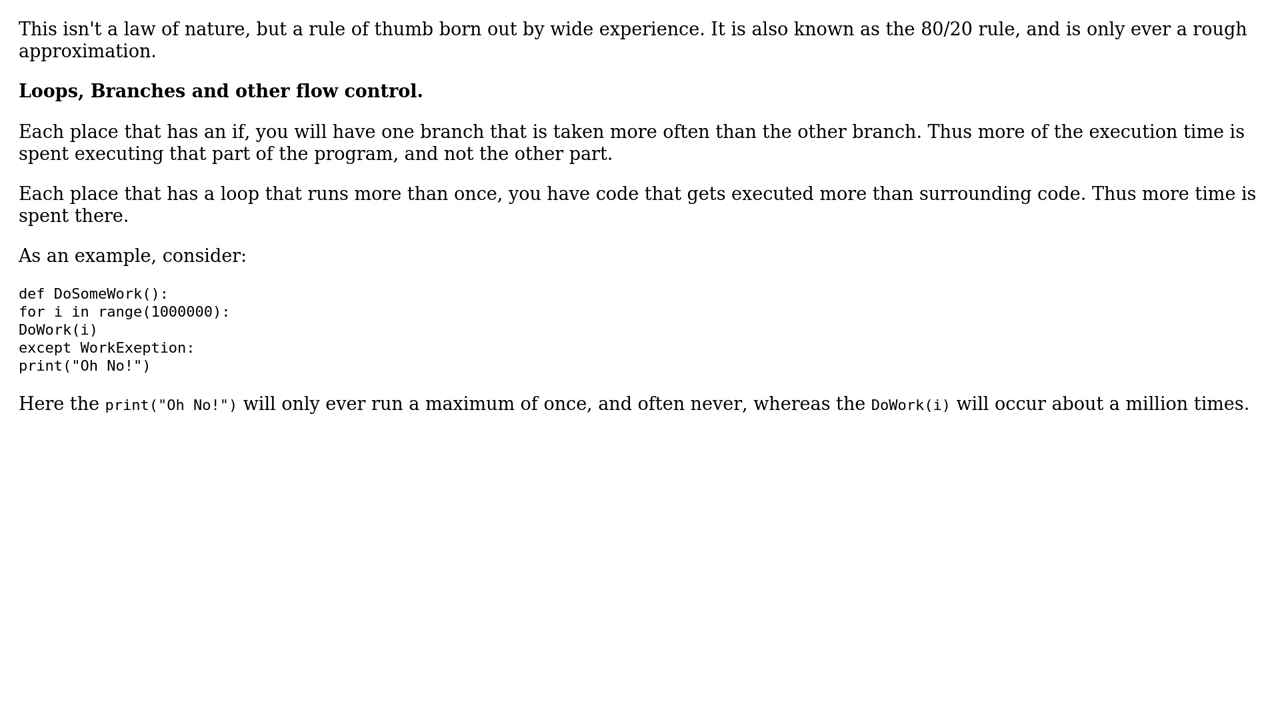 This isn't a law of nature, but a rule of thumb born out by wide experience. It is also known as the 80/20 rule, and is only ever a rough
approximation.
Loops, Branches and other flow control.
Each place that has an if, you will have one branch that is taken more often than the other branch. Thus more of the execution time is
spent executing that part of the program, and not the other part.
Each place that has a loop that runs more than once, you have code that gets executed more than surrounding code. Thus more time is
spent there.
As an example, consider:
def DoSomeWork():
for i in range(1000000):
DoWork(i)
except WorkExeption:
print("Oh No!")
Here the print("Oh No!") will only ever run a maximum of once, and often never, whereas the DoWork(i) will occur about a million times.